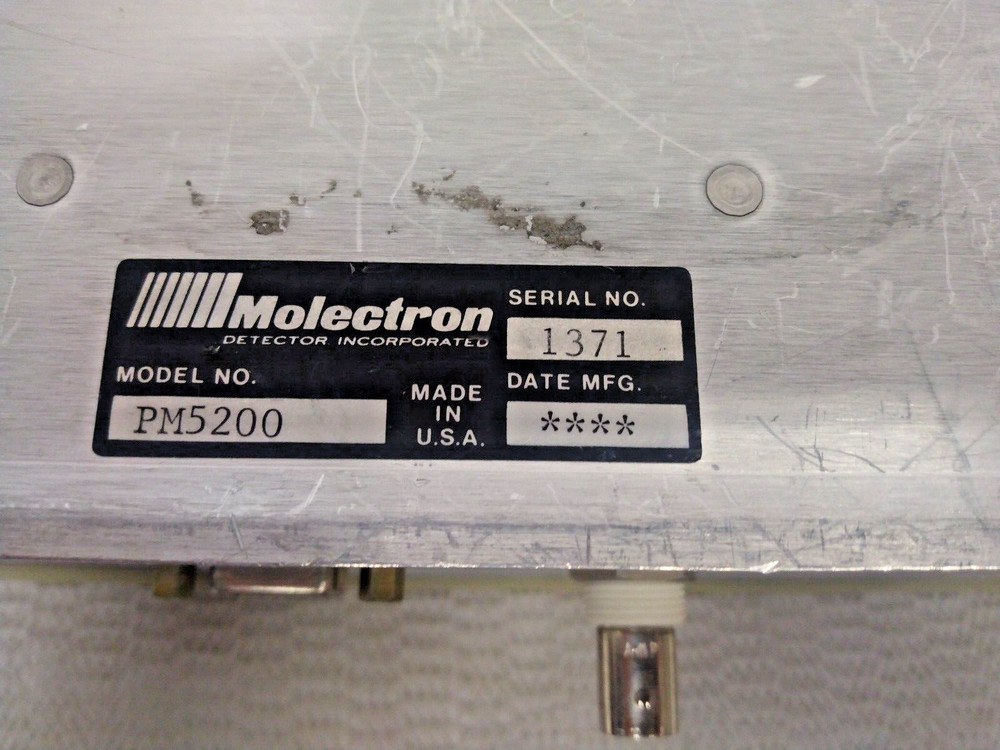 Molectron
DETECTOR INCORPORATED
MODEL NO.
PM5200
MADE
IN
U.S.A.
SERIAL NO.
1371
DATE MFG.
****